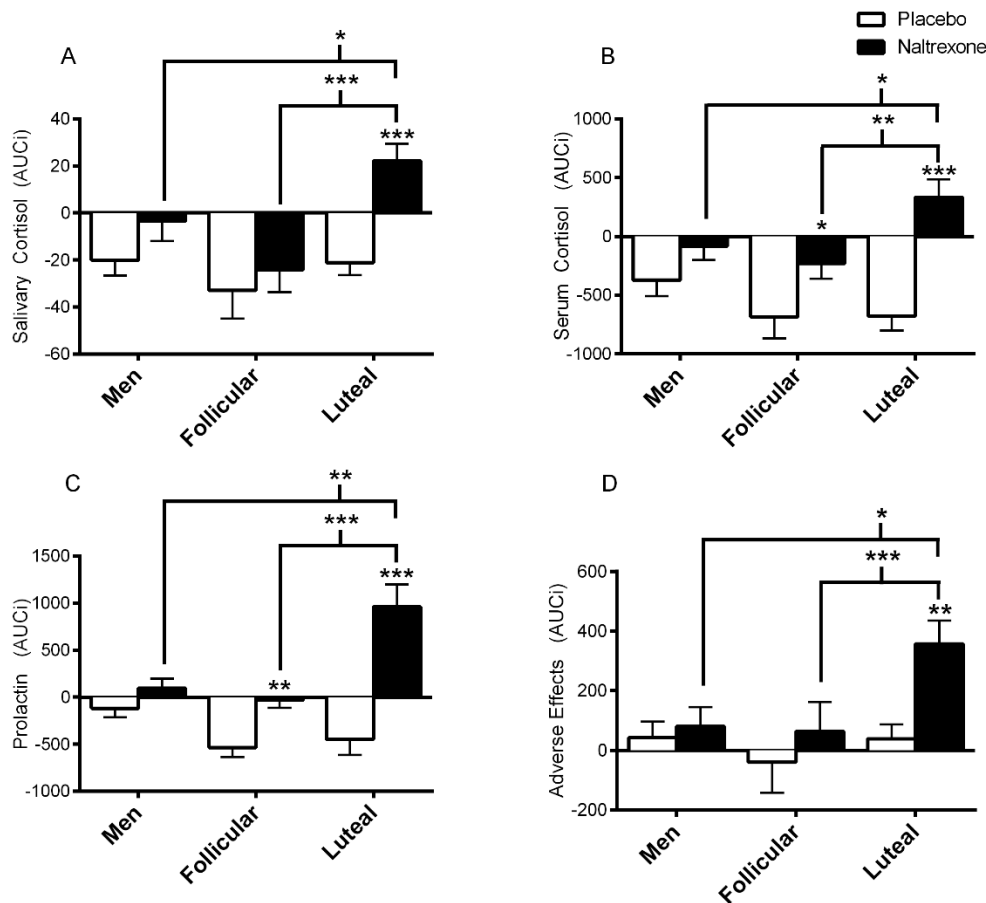 Placebo
Naltrexone
A
*
***
***
Salivary Cortisol (AUCi)
40
20
0
-20
-40
-60
Men
Follicular
Luteal
B
*
**
***
*
Serum Cortisol (AUCi)
1000
500
0
-500
-1000
Men
Follicular
Luteal
C
**
***
***
**
Prolactin (AUCi)
1500
1000
500
0
-500
-1000
Men
Follicular
Luteal
D
*
***
**
Adverse Effects (AUCi)
600
400
200
0
-200
Men
Follicular
Luteal